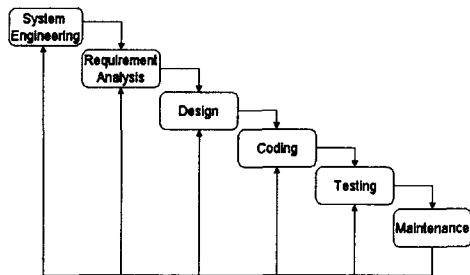 System
Engineering
Requirement
Analysis
Design
Coding
Testing
Maintenance